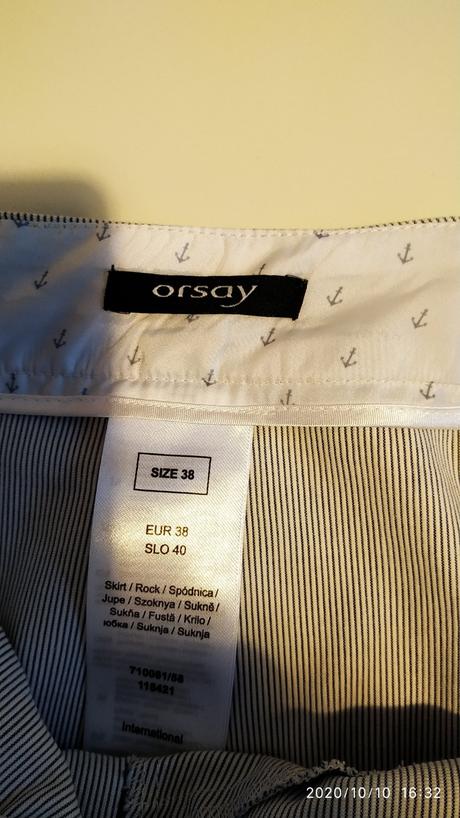 orsay
SIZE 38
EUR 38
SLO 40
Skirt / Rock / Spódnica /
Jupe / Szoknya / Sukně /
Sukňa / Fustă / Krilo /
юбка / Suknja / Suknja
710081/58
115421
International
2020/10/10 16:32